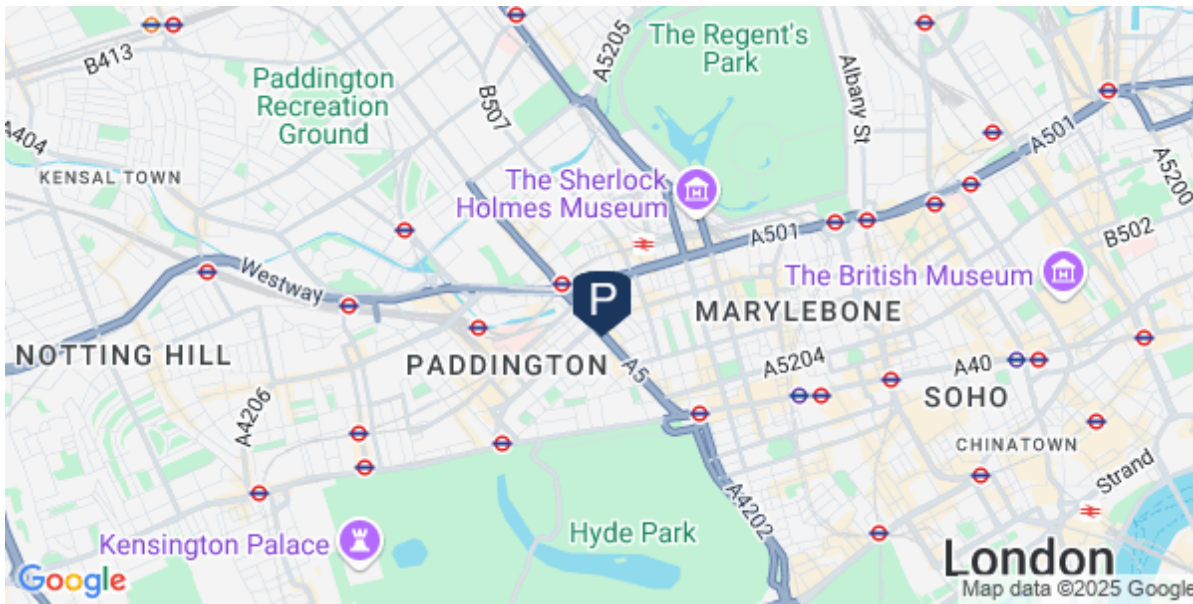 The Regent's
Park
A5205
B413
Paddington
Recreation
Ground
B507
Albany St
A501
A404
KENSAL TOWN
The Sherlock
Holmes Museum
A5200
A501
B502
Westway
The British Museum
P
MARYLEBONE
NOTTING HILL
PADDINGTON
A5
A5204
A40
SOHO
A4206
CHINATOWN
Strand
A4202
Kensington Palace
Hyde Park
London
Google
Map data ©2025 Google